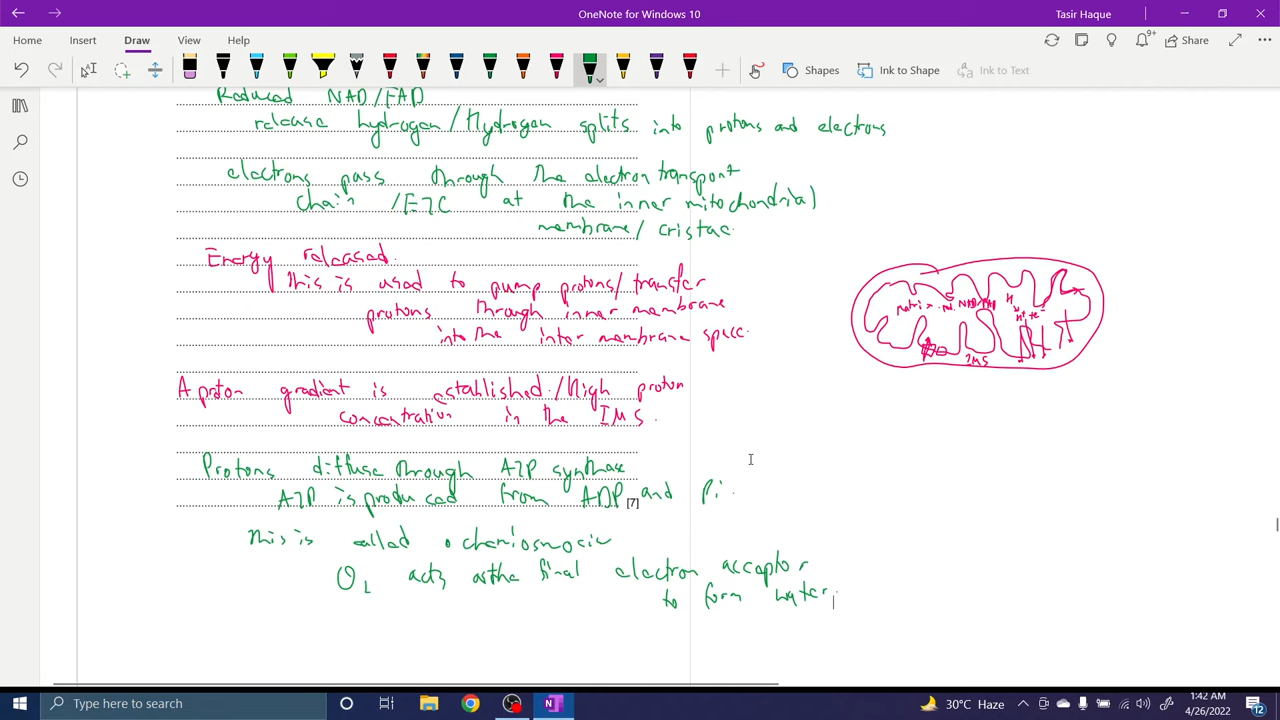 OneNote for Windows 10
Tasir Haque
Home
Insert
Draw
View
Help
9+
Share
Shapes
Ink to Shape
Ink to Text
Reduced NAD/FAD
release hydrogen/Hydrogen splits into protons and electrons
electrons pass through the electron transport
chain /ETC at the inner mitochondrial
membrane/ cristae.
Energy released.
This is used to pump protons/ transfer
protons through inner membrane
into the inter membrane space.
A proton gradient is established./High proton
concentration in the IMS.
matrix
IMS
Protons diffuse through ATP synthase
ATP is produced from ADP and Pi.
[7]
This is called chemiosmosis
O2 acts as the final electron acceptor
to form water,
Type here to search
30°C Haze
1:42 AM
4/26/2022
12